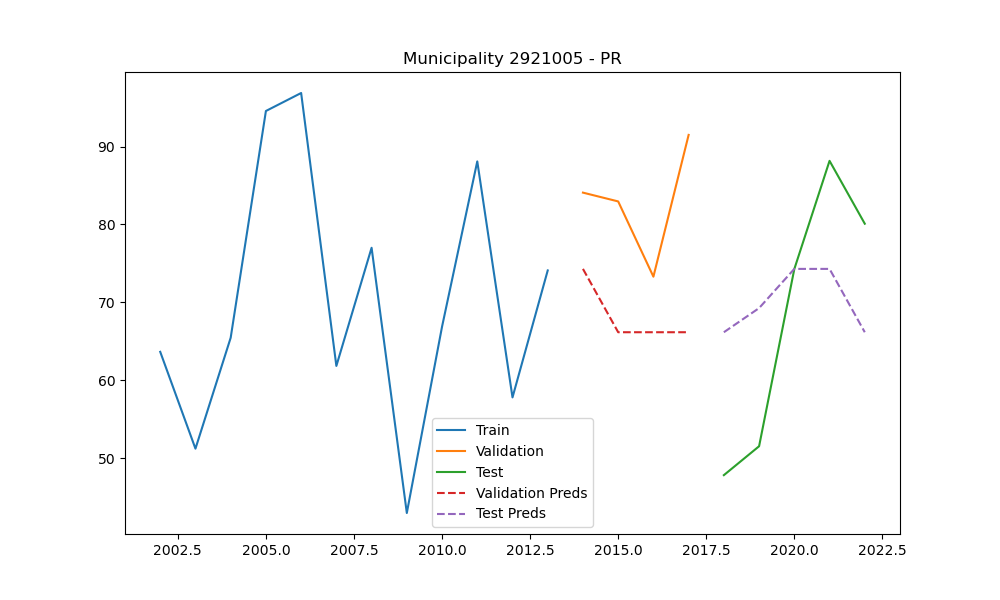 Municipality 2921005 - PR
90
80
70
60
50
Train
Validation
Test
Validation Preds
Test Preds
2002.5 2005.0 2007.5 2010.0 2012.5 2015.0 2017.5 2020.0 2022.5